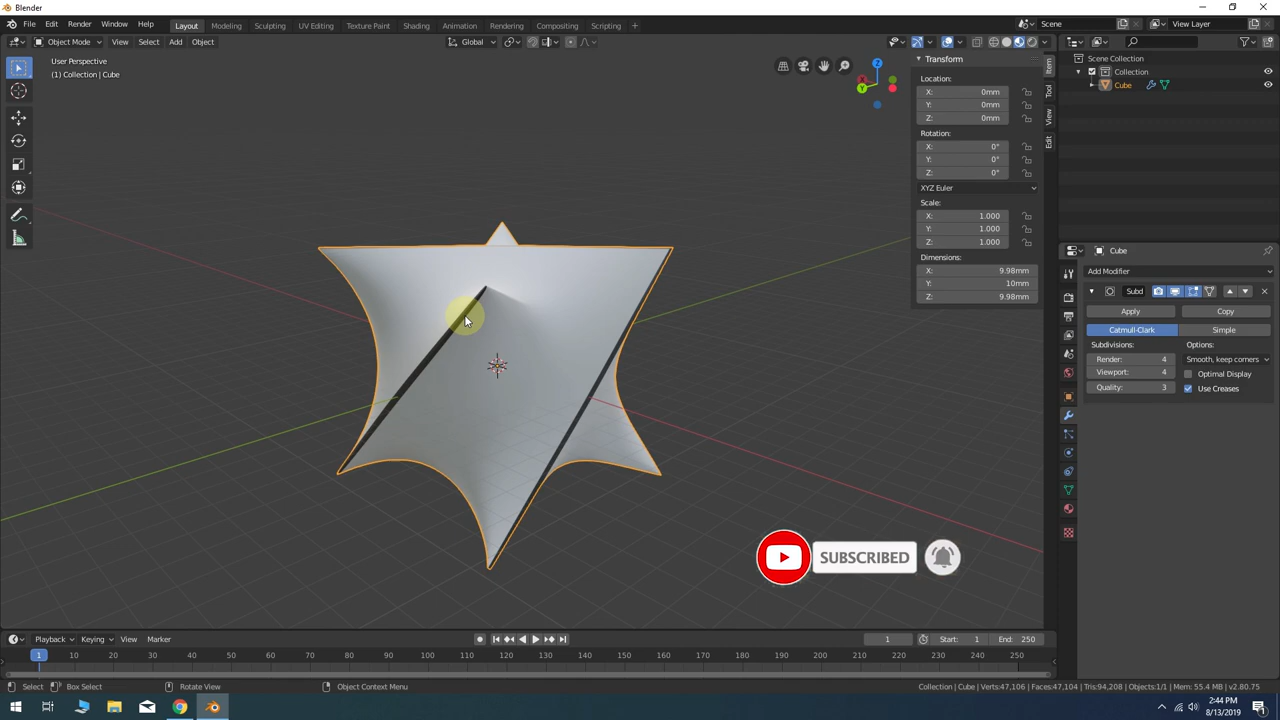 Blender
File Edit Render Window Help
Layout Modeling Sculpting UV Editing Texture Paint Shading Animation Rendering Compositing Scripting +
Scene
View Layer
Object Mode View Select Add Object
Global
User Perspective
(1) Collection | Cube
Z
Y
Transform
Location:
X: 0mm
Y: 0mm
Z: 0mm
Rotation:
X: 0°
Y: 0°
Z: 0°
XYZ Euler
Scale:
X: 1.000
Y: 1.000
Z: 1.000
Dimensions:
X: 9.98mm
Y: 10mm
Z: 9.98mm
Item
Tool
View
Edit
Scene Collection
Collection
Cube
Cube
Add Modifier
Subd
Apply Copy
Catmull-Clark Simple
Subdivisions: Options:
Render: 4 Smooth, keep corners
Viewport: 4 Optimal Display
Quality: 3 Use Creases
SUBSCRIBED
Playback Keying View Marker
1 Start: 1 End: 250
1 10 20 30 40 50 60 70 80 90 100 110 120 130 140 150 160 170 180 190 200 210 220 230 240 250
Select Box Select Rotate View Object Context Menu
Collection | Cube | Verts:47,106 | Faces:47,104 | Tris:94,208 | Objects:1/1 | Mem: 55.4 MB | v2.80.75
2:44 PM
8/13/2019